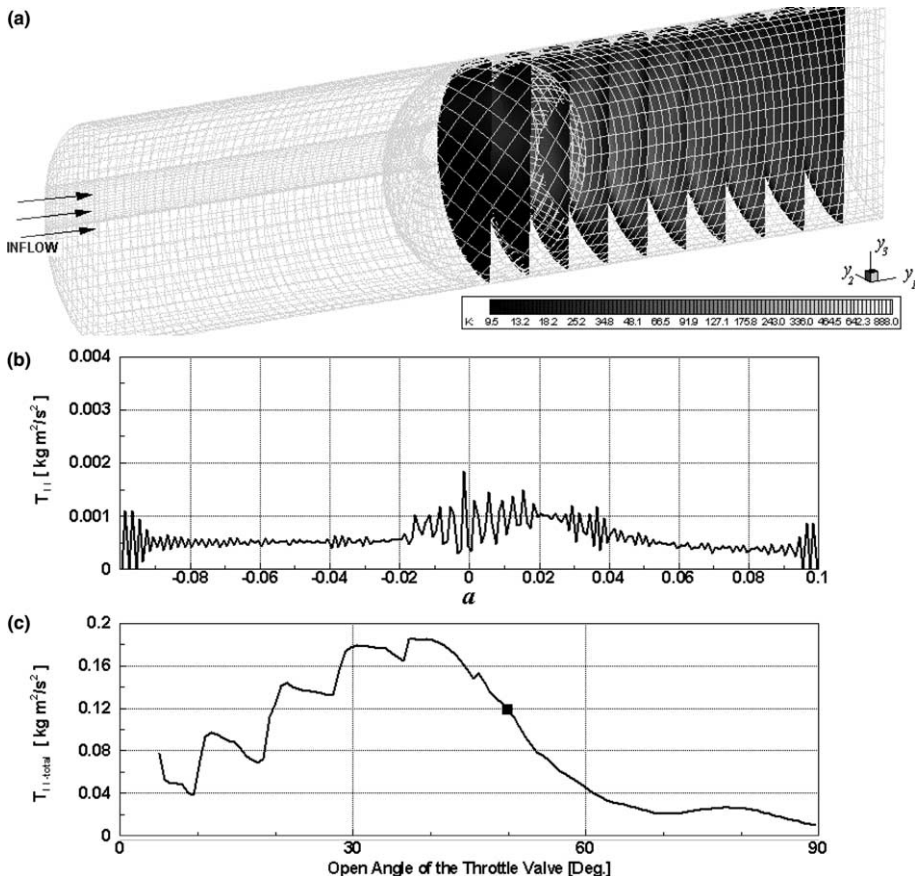 (a)
INFLOW
y3
y2
y1
K: 9.5 13.2 18.2 25.2 34.8 48.1 66.5 91.9 127.1 175.8 243.0 336.0 464.5 642.3 888.0
(b)
T11 [ kg m²/s²]
0.004
0.003
0.002
0.001
0
-0.08 -0.06 -0.04 -0.02 0 0.02 0.04 0.06 0.08 0.1
a
(c)
T11-total [ kg m²/s²]
0.2
0.16
0.12
0.08
0.04
0
0 30 60 90
Open Angle of the Throttle Valve [Deg.]